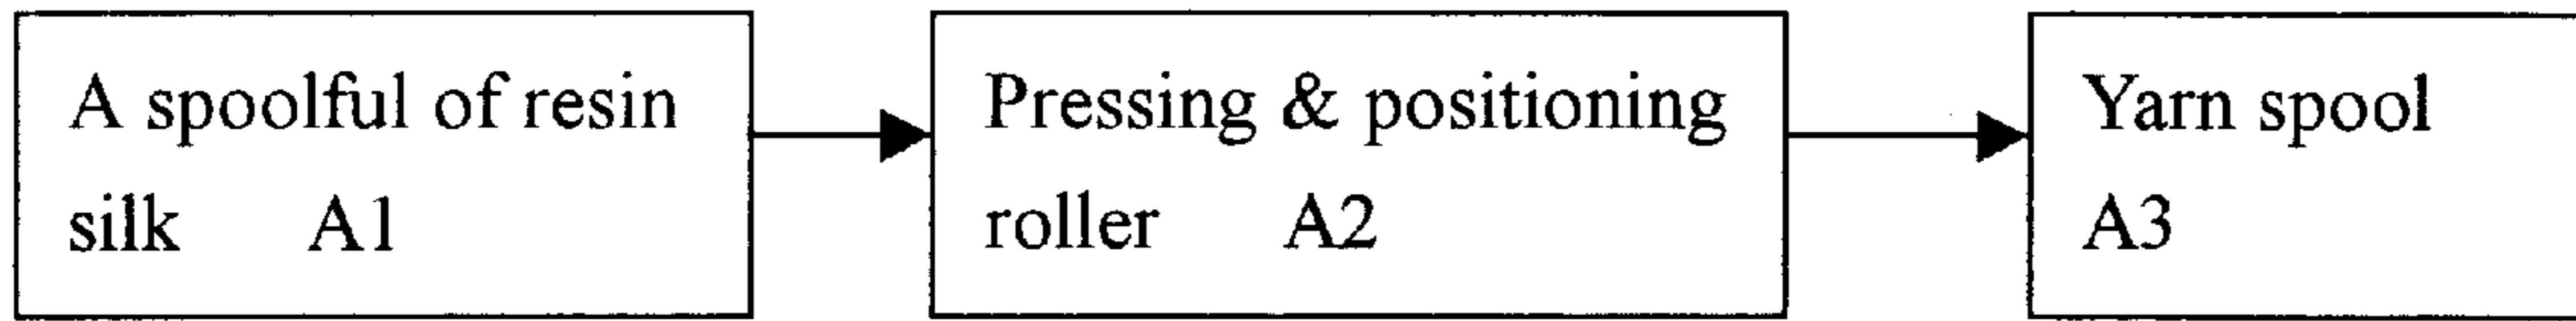 A spoolful of resin
silk A1
Pressing & positioning
roller A2
Yarn spool
A3